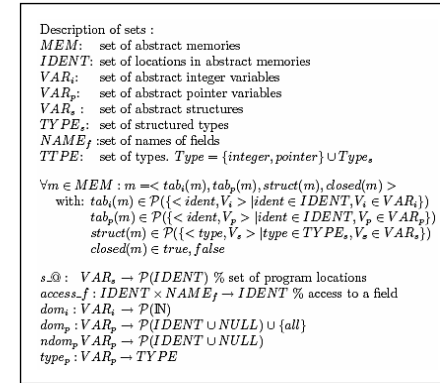 Description of sets :
MEM: set of abstract memories
IDENT: set of locations in abstract memories
VAR_i: set of abstract integer variables
VAR_p: set of abstract pointer variables
VAR_s : set of abstract structures
TYPE_s: set of structured types
NAME_f : set of names of fields
TTPE: set of types. Type = {integer, pointer} ∪ Type_s
∀m ∈ MEM : m =< tab_i(m), tab_p(m), struct(m), closed(m) >
with: tab_i(m) ∈ P({< ident, V_i > |ident ∈ IDENT, V_i ∈ VAR_i})
tab_p(m) ∈ P({< ident, V_p > |ident ∈ IDENT, V_p ∈ VAR_p})
struct(m) ∈ P({< type, V_s > |type ∈ TYPE_s, V_s ∈ VAR_s})
closed(m) ∈ true, false
s_@ : VAR_s → P(IDENT) % set of program locations
access_f : IDENT × NAME_f → IDENT % access to a field
dom_i : VAR_i → P(ℕ)
dom_p : VAR_p → P(IDENT ∪ NULL) ∪ {all}
ndom_p VAR_p → P(IDENT ∪ NULL)
type_p : VAR_p → TYPE